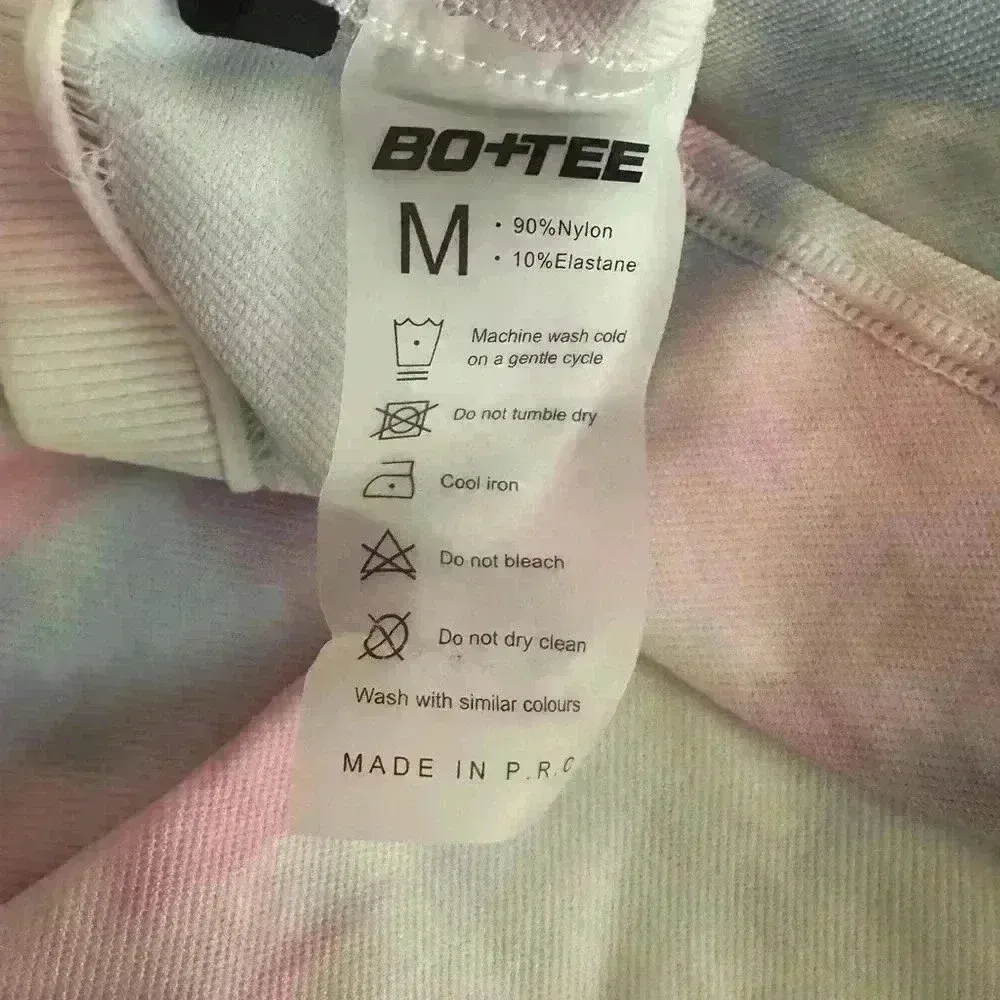 BO+TEE
M
• 90%Nylon
• 10%Elastane
Machine wash cold
on a gentle cycle
Do not tumble dry
Cool iron
Do not bleach
Do not dry clean
Wash with similar colours
MADE IN P.R.C